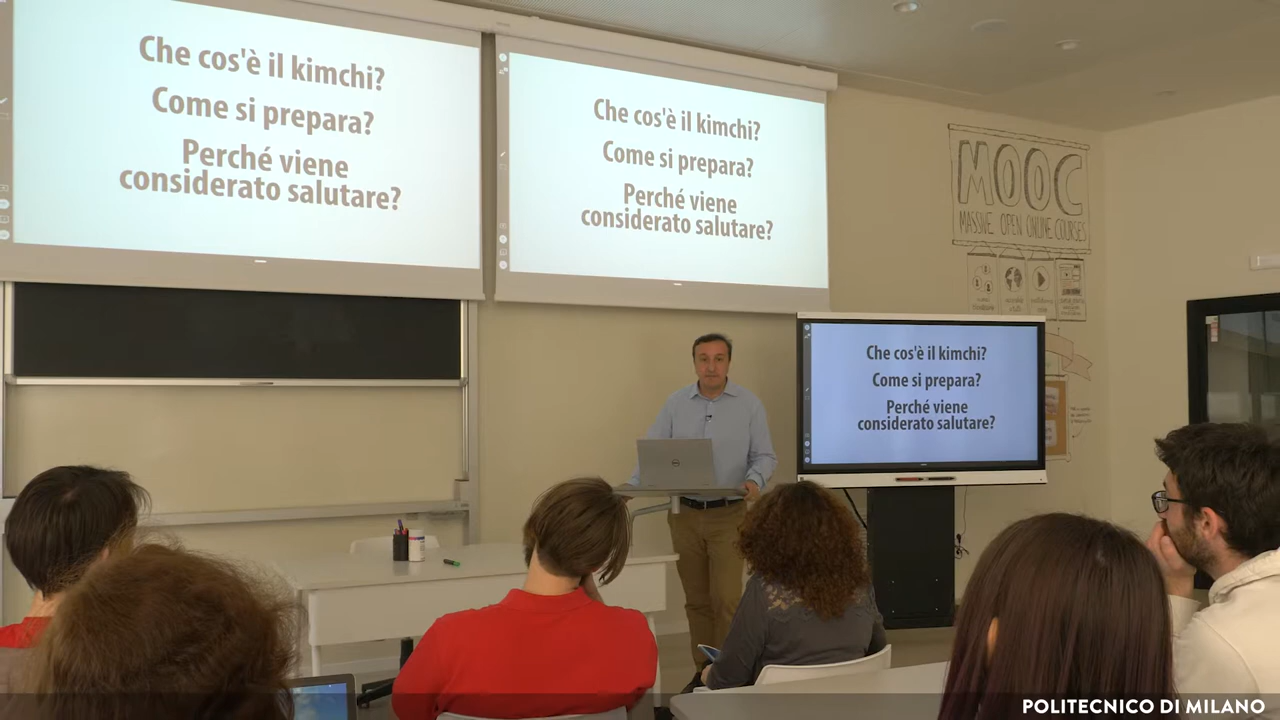 Che cos'è il kimchi?
Come si prepara?
Perché viene
considerato salutare?
Che cos'è il kimchi?
Come si prepara?
Perché viene
considerato salutare?
MOOC
MASSIVE OPEN ONLINE COURSES
Che cos'è il kimchi?
Come si prepara?
Perché viene
considerato salutare?
DELL
POLITECNICO DI MILANO